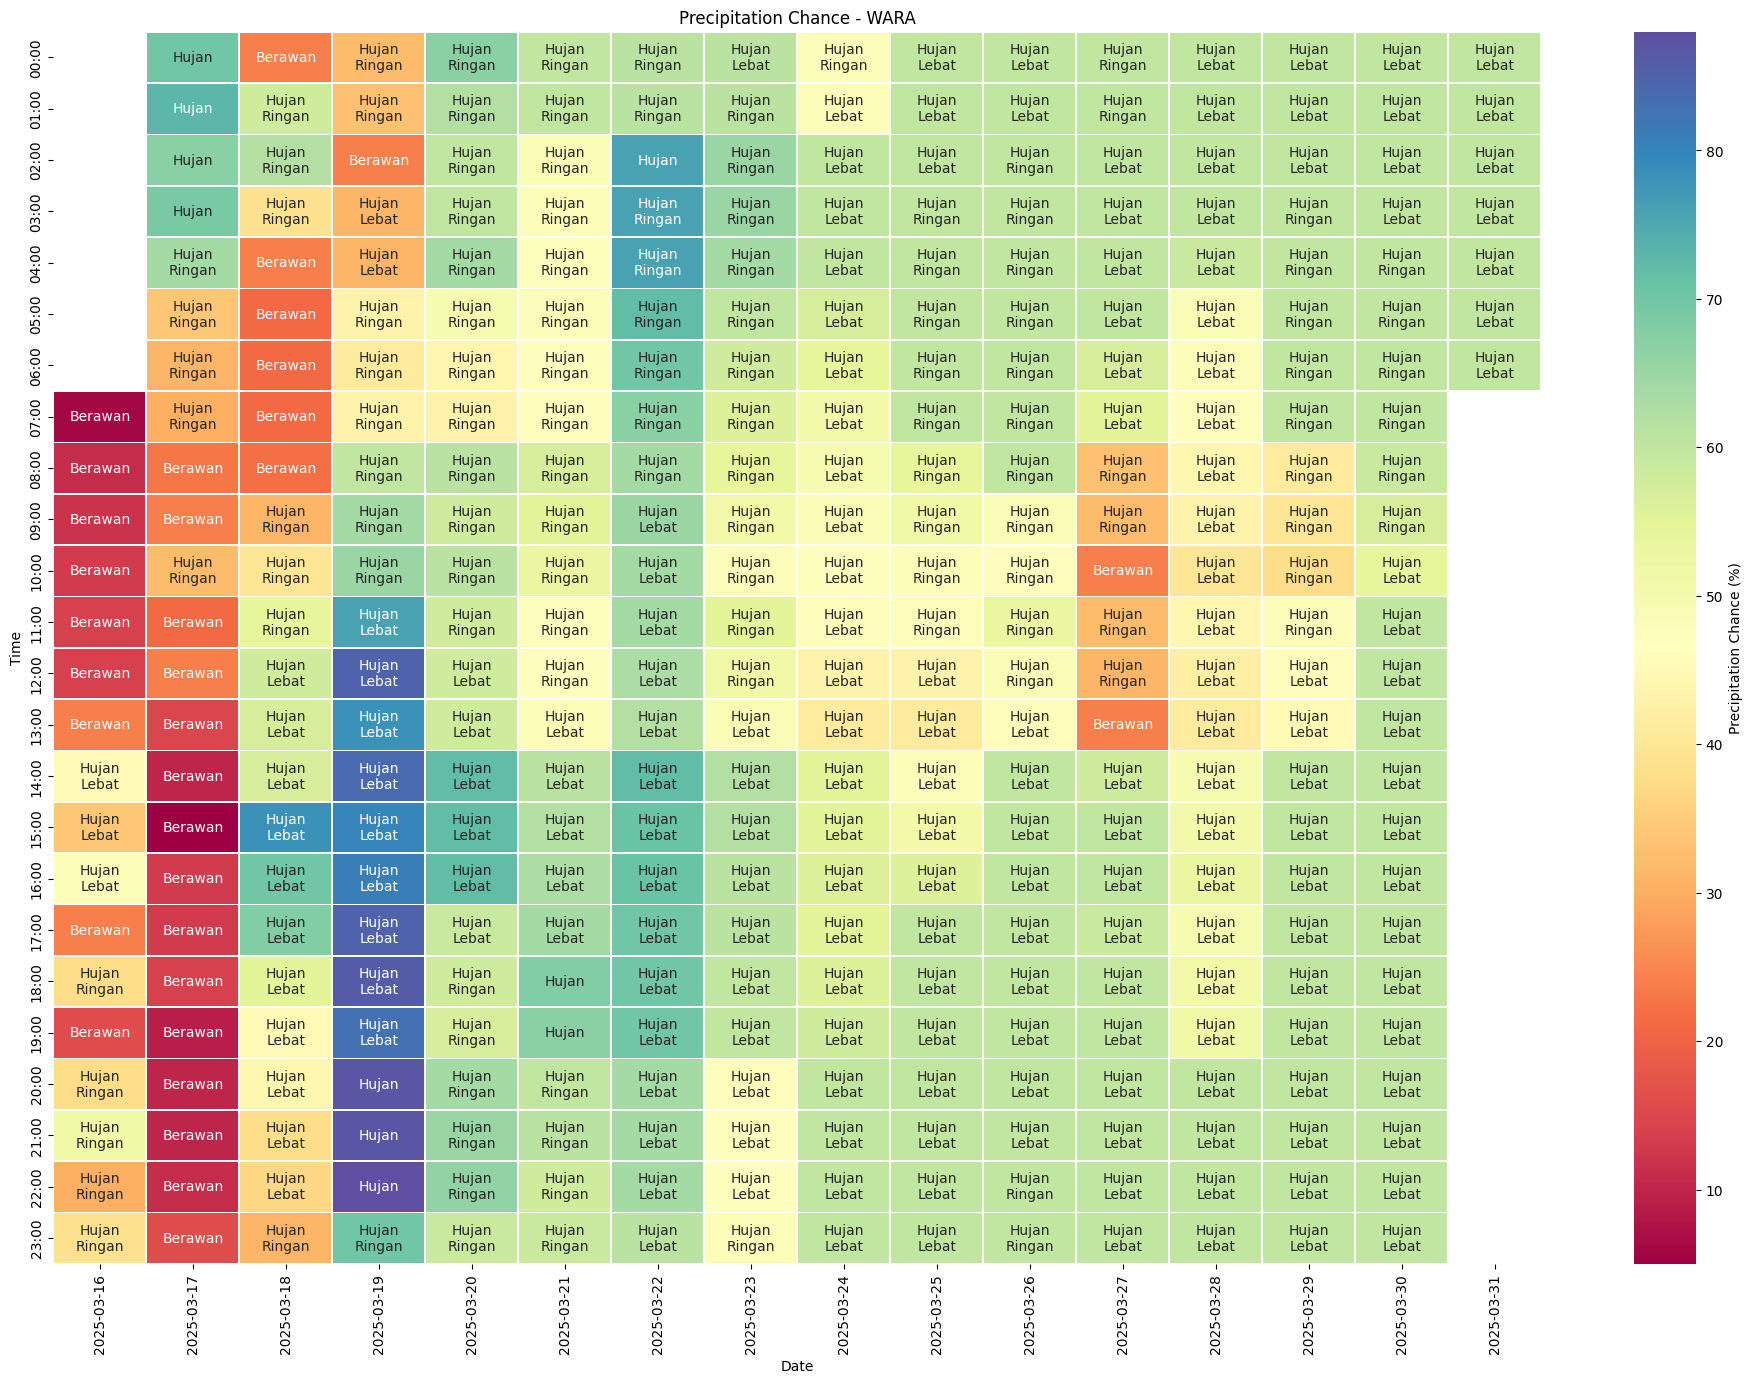 Precipitation Chance - WARA
00:00 Hujan Berawan Hujan Ringan Hujan Ringan Hujan Ringan Hujan Ringan Hujan Lebat Hujan Ringan Hujan Lebat Hujan Lebat Hujan Ringan Hujan Lebat Hujan Lebat Hujan Lebat Hujan Lebat
01:00 Hujan Hujan Ringan Hujan Ringan Hujan Ringan Hujan Ringan Hujan Ringan Hujan Ringan Hujan Lebat Hujan Lebat Hujan Lebat Hujan Ringan Hujan Lebat Hujan Lebat Hujan Lebat Hujan Lebat
02:00 Hujan Hujan Ringan Berawan Hujan Ringan Hujan Ringan Hujan Hujan Ringan Hujan Lebat Hujan Lebat Hujan Ringan Hujan Lebat Hujan Lebat Hujan Lebat Hujan Lebat Hujan Lebat
03:00 Hujan Hujan Ringan Hujan Lebat Hujan Ringan Hujan Ringan Hujan Ringan Hujan Ringan Hujan Lebat Hujan Ringan Hujan Ringan Hujan Lebat Hujan Lebat Hujan Ringan Hujan Lebat Hujan Lebat
04:00 Hujan Ringan Berawan Hujan Lebat Hujan Ringan Hujan Ringan Hujan Ringan Hujan Ringan Hujan Lebat Hujan Ringan Hujan Ringan Hujan Lebat Hujan Lebat Hujan Ringan Hujan Ringan Hujan Lebat
05:00 Hujan Ringan Berawan Hujan Ringan Hujan Ringan Hujan Ringan Hujan Ringan Hujan Ringan Hujan Lebat Hujan Ringan Hujan Ringan Hujan Lebat Hujan Lebat Hujan Ringan Hujan Ringan Hujan Lebat
06:00 Hujan Ringan Berawan Hujan Ringan Hujan Ringan Hujan Ringan Hujan Ringan Hujan Ringan Hujan Lebat Hujan Ringan Hujan Ringan Hujan Lebat Hujan Lebat Hujan Ringan Hujan Ringan Hujan Lebat
07:00 Berawan Hujan Ringan Berawan Hujan Ringan Hujan Ringan Hujan Ringan Hujan Ringan Hujan Ringan Hujan Lebat Hujan Ringan Hujan Ringan Hujan Lebat Hujan Lebat Hujan Ringan Hujan Ringan
08:00 Berawan Berawan Berawan Hujan Ringan Hujan Ringan Hujan Ringan Hujan Ringan Hujan Ringan Hujan Lebat Hujan Ringan Hujan Ringan Hujan Ringan Hujan Lebat Hujan Ringan Hujan Ringan
09:00 Berawan Berawan Hujan Ringan Hujan Ringan Hujan Ringan Hujan Ringan Hujan Lebat Hujan Ringan Hujan Lebat Hujan Ringan Hujan Ringan Hujan Ringan Hujan Lebat Hujan Ringan Hujan Ringan
10:00 Berawan Hujan Ringan Hujan Ringan Hujan Ringan Hujan Ringan Hujan Ringan Hujan Lebat Hujan Ringan Hujan Lebat Hujan Ringan Hujan Ringan Berawan Hujan Lebat Hujan Ringan Hujan Lebat
11:00 Berawan Berawan Hujan Ringan Hujan Lebat Hujan Ringan Hujan Ringan Hujan Lebat Hujan Ringan Hujan Lebat Hujan Ringan Hujan Ringan Hujan Ringan Hujan Lebat Hujan Ringan Hujan Lebat
12:00 Berawan Berawan Hujan Lebat Hujan Lebat Hujan Lebat Hujan Ringan Hujan Lebat Hujan Ringan Hujan Lebat Hujan Lebat Hujan Ringan Hujan Ringan Hujan Lebat Hujan Lebat Hujan Lebat
13:00 Berawan Berawan Hujan Lebat Hujan Lebat Hujan Lebat Hujan Lebat Hujan Lebat Hujan Lebat Hujan Lebat Hujan Lebat Hujan Lebat Berawan Hujan Lebat Hujan Lebat Hujan Lebat
14:00 Hujan Lebat Berawan Hujan Lebat Hujan Lebat Hujan Lebat Hujan Lebat Hujan Lebat Hujan Lebat Hujan Lebat Hujan Lebat Hujan Lebat Hujan Lebat Hujan Lebat Hujan Lebat Hujan Lebat
15:00 Hujan Lebat Berawan Hujan Lebat Hujan Lebat Hujan Lebat Hujan Lebat Hujan Lebat Hujan Lebat Hujan Lebat Hujan Lebat Hujan Lebat Hujan Lebat Hujan Lebat Hujan Lebat Hujan Lebat
16:00 Hujan Lebat Berawan Hujan Lebat Hujan Lebat Hujan Lebat Hujan Lebat Hujan Lebat Hujan Lebat Hujan Lebat Hujan Lebat Hujan Lebat Hujan Lebat Hujan Lebat Hujan Lebat Hujan Lebat
17:00 Berawan Berawan Hujan Lebat Hujan Lebat Hujan Lebat Hujan Lebat Hujan Lebat Hujan Lebat Hujan Lebat Hujan Lebat Hujan Lebat Hujan Lebat Hujan Lebat Hujan Lebat Hujan Lebat
18:00 Hujan Ringan Berawan Hujan Lebat Hujan Lebat Hujan Ringan Hujan Hujan Lebat Hujan Lebat Hujan Lebat Hujan Lebat Hujan Lebat Hujan Lebat Hujan Lebat Hujan Lebat Hujan Lebat
19:00 Berawan Berawan Hujan Lebat Hujan Lebat Hujan Ringan Hujan Hujan Lebat Hujan Lebat Hujan Lebat Hujan Lebat Hujan Lebat Hujan Lebat Hujan Lebat Hujan Lebat Hujan Lebat
20:00 Hujan Ringan Berawan Hujan Lebat Hujan Hujan Ringan Hujan Ringan Hujan Lebat Hujan Lebat Hujan Lebat Hujan Lebat Hujan Lebat Hujan Lebat Hujan Lebat Hujan Lebat Hujan Lebat
21:00 Hujan Ringan Berawan Hujan Lebat Hujan Hujan Ringan Hujan Ringan Hujan Lebat Hujan Lebat Hujan Lebat Hujan Lebat Hujan Lebat Hujan Lebat Hujan Lebat Hujan Lebat Hujan Lebat
22:00 Hujan Ringan Berawan Hujan Lebat Hujan Hujan Ringan Hujan Ringan Hujan Lebat Hujan Lebat Hujan Lebat Hujan Lebat Hujan Ringan Hujan Lebat Hujan Lebat Hujan Lebat Hujan Lebat
23:00 Hujan Ringan Berawan Hujan Ringan Hujan Ringan Hujan Ringan Hujan Ringan Hujan Lebat Hujan Ringan Hujan Lebat Hujan Lebat Hujan Ringan Hujan Lebat Hujan Lebat Hujan Lebat Hujan Lebat
Time
2025-03-16 2025-03-17 2025-03-18 2025-03-19 2025-03-20 2025-03-21 2025-03-22 2025-03-23 2025-03-24 2025-03-25 2025-03-26 2025-03-27 2025-03-28 2025-03-29 2025-03-30 2025-03-31
Date
80
70
60
50
40
30
20
10
Precipitation Chance (%)